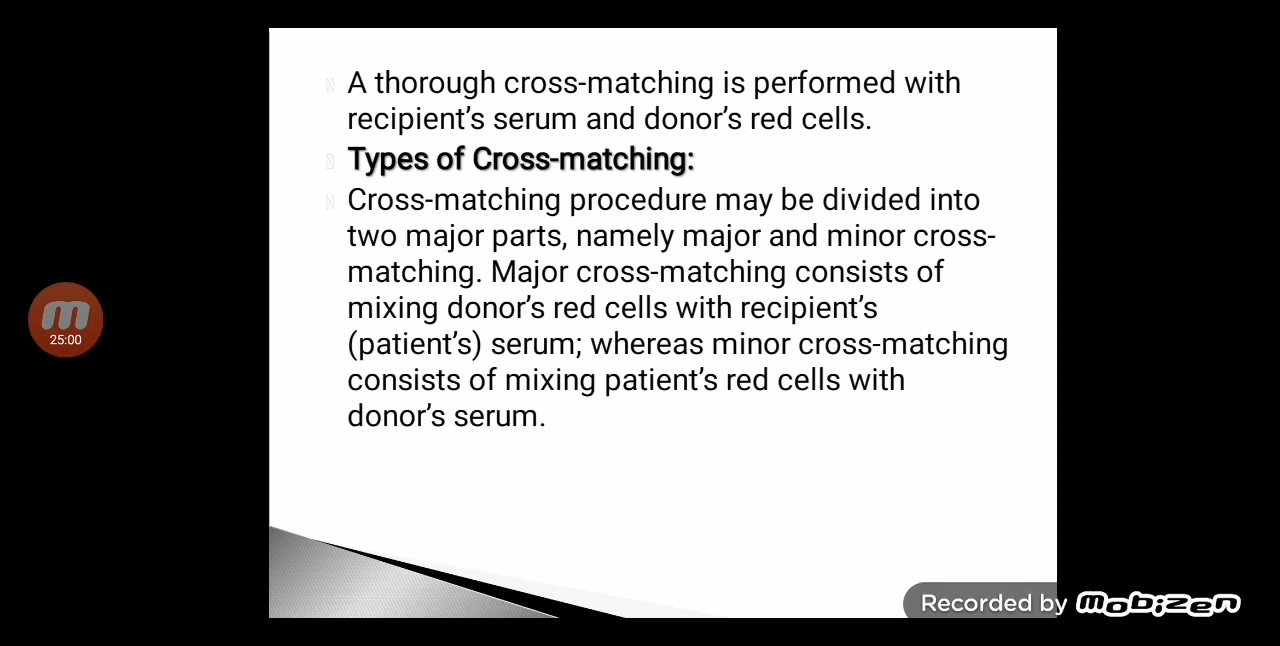 A thorough cross-matching is performed with
recipient's serum and donor's red cells.
Types of Cross-matching:
Cross-matching procedure may be divided into
two major parts, namely major and minor cross-
matching. Major cross-matching consists of
mixing donor's red cells with recipient's
(patient's) serum; whereas minor cross-matching
consists of mixing patient's red cells with
donor's serum.
m
25:00
Recorded by mobizen